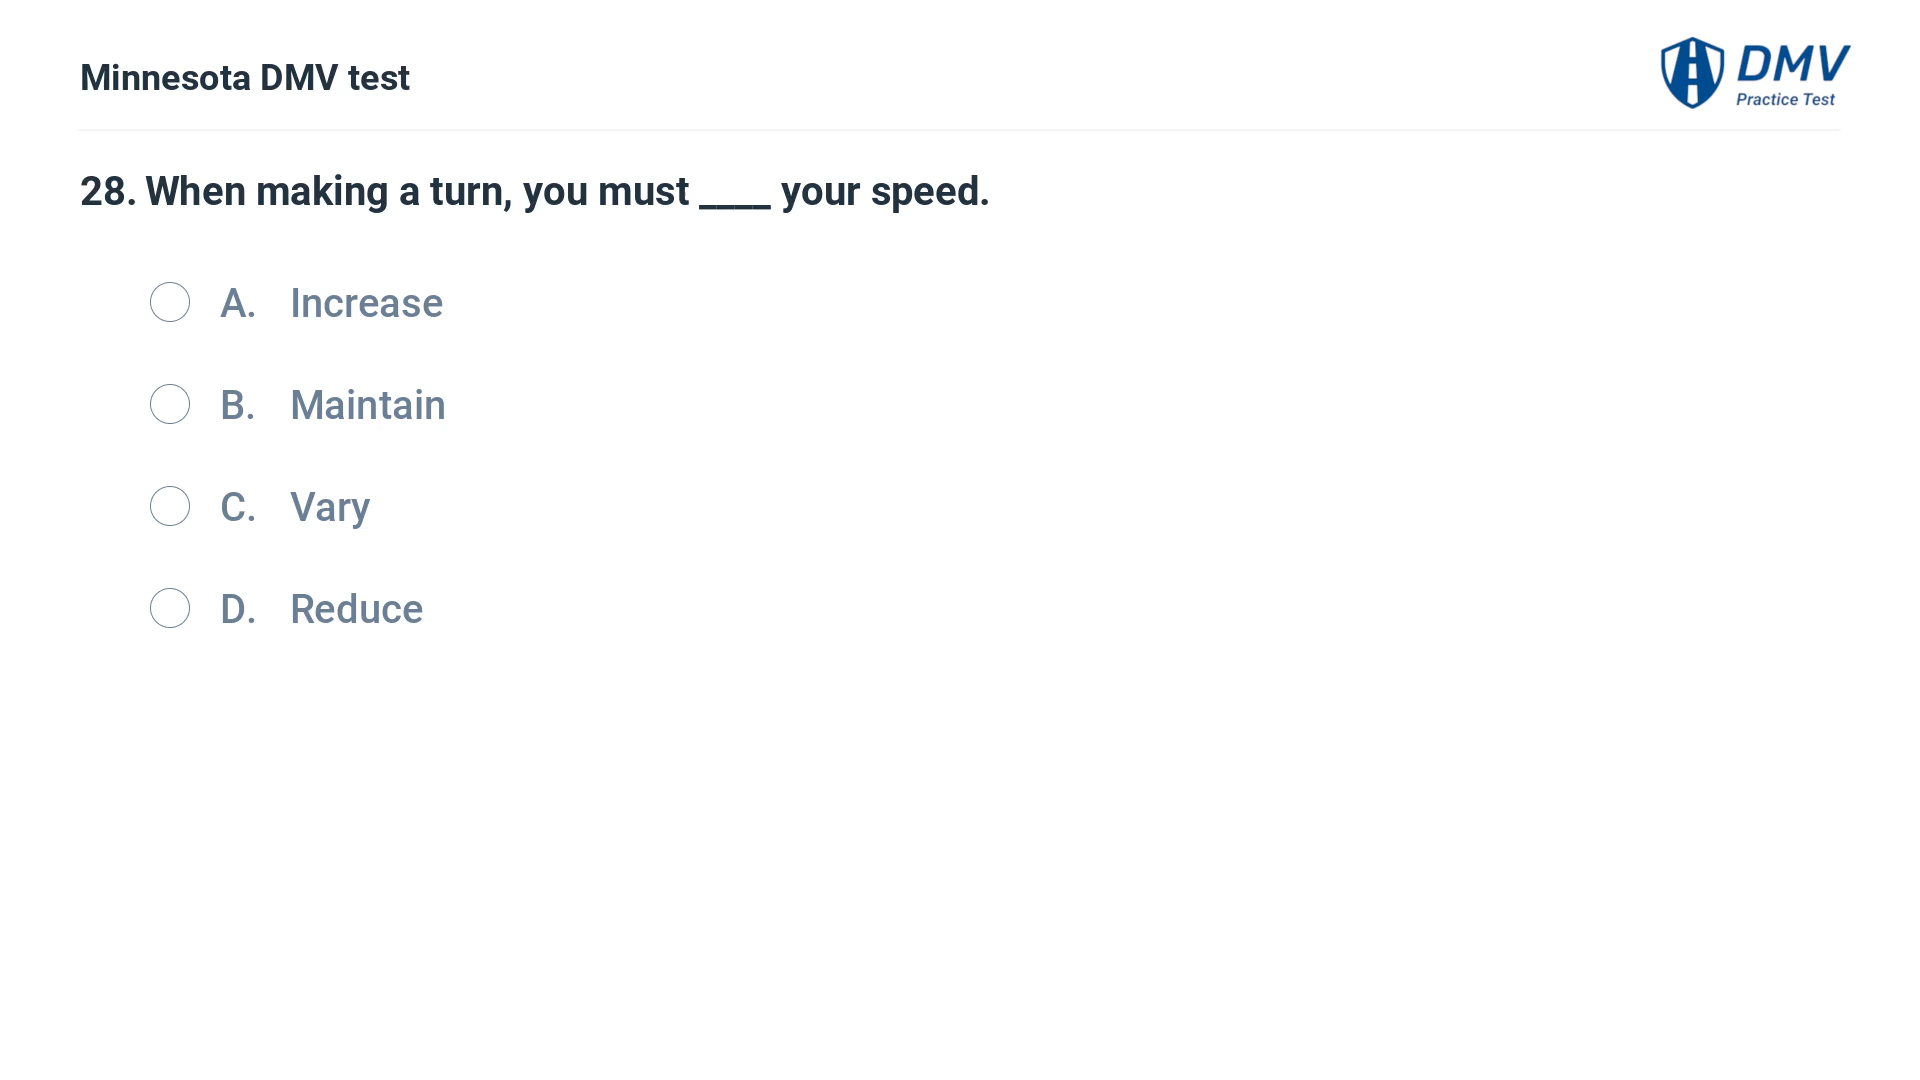 Minnesota DMV test
DMV
Practice Test
28. When making a turn, you must ____ your speed.
A. Increase
B. Maintain
C. Vary
D. Reduce